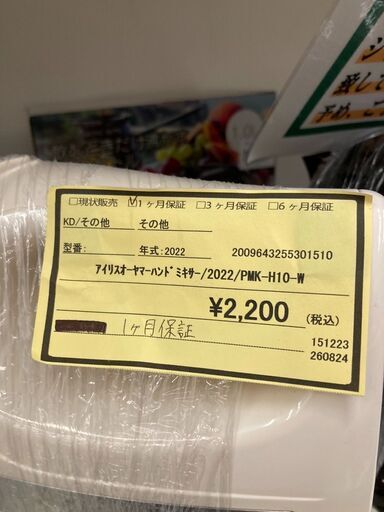 □現状販売 ☑1ヶ月保証 □3ヶ月保証 □6ヶ月保証
KD/その他 その他
型番: 年式:2022 2009643255301510
アイリスオーヤマーハンドミキサー/2022/PMK-H10-W
¥2,200 (税込)
1ヶ月保証
151223
260824